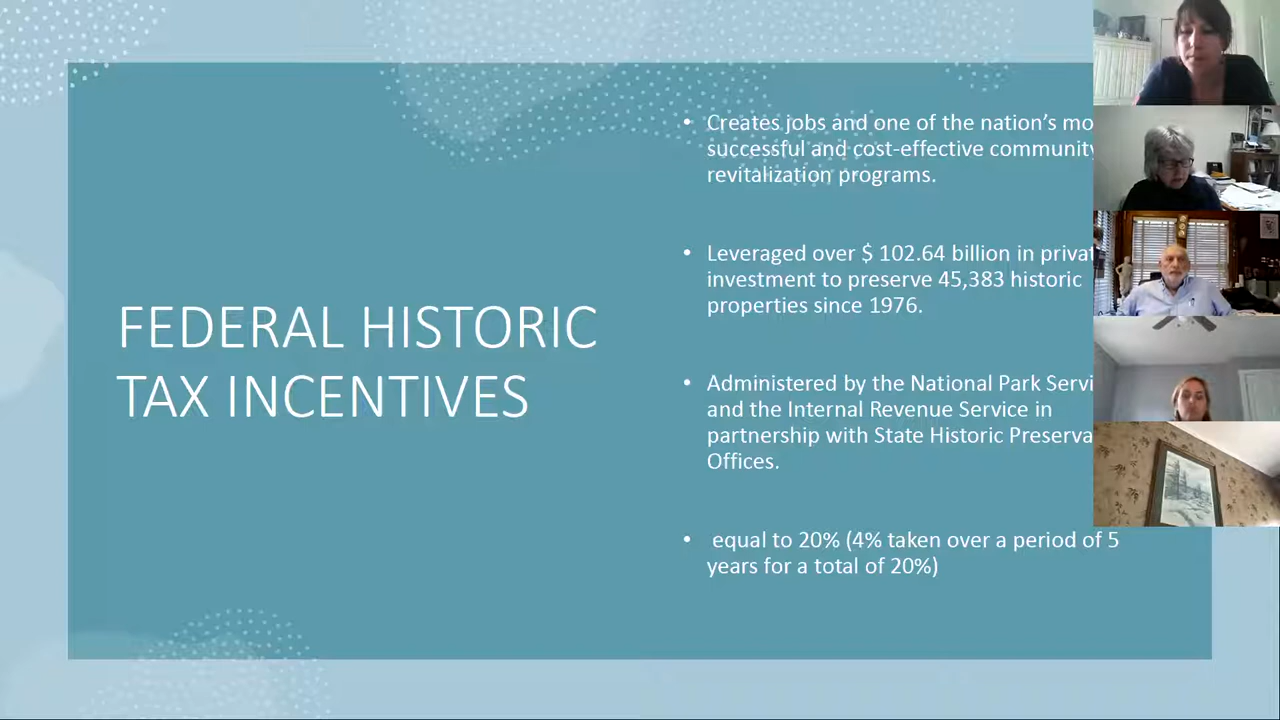 FEDERAL HISTORIC
TAX INCENTIVES
• Creates jobs and one of the nation’s mo
successful and cost-effective community
revitalization programs.
• Leveraged over $ 102.64 billion in privat
investment to preserve 45,383 historic
properties since 1976.
• Administered by the National Park Servi
and the Internal Revenue Service in
partnership with State Historic Preserva
Offices.
• equal to 20% (4% taken over a period of 5
years for a total of 20%)